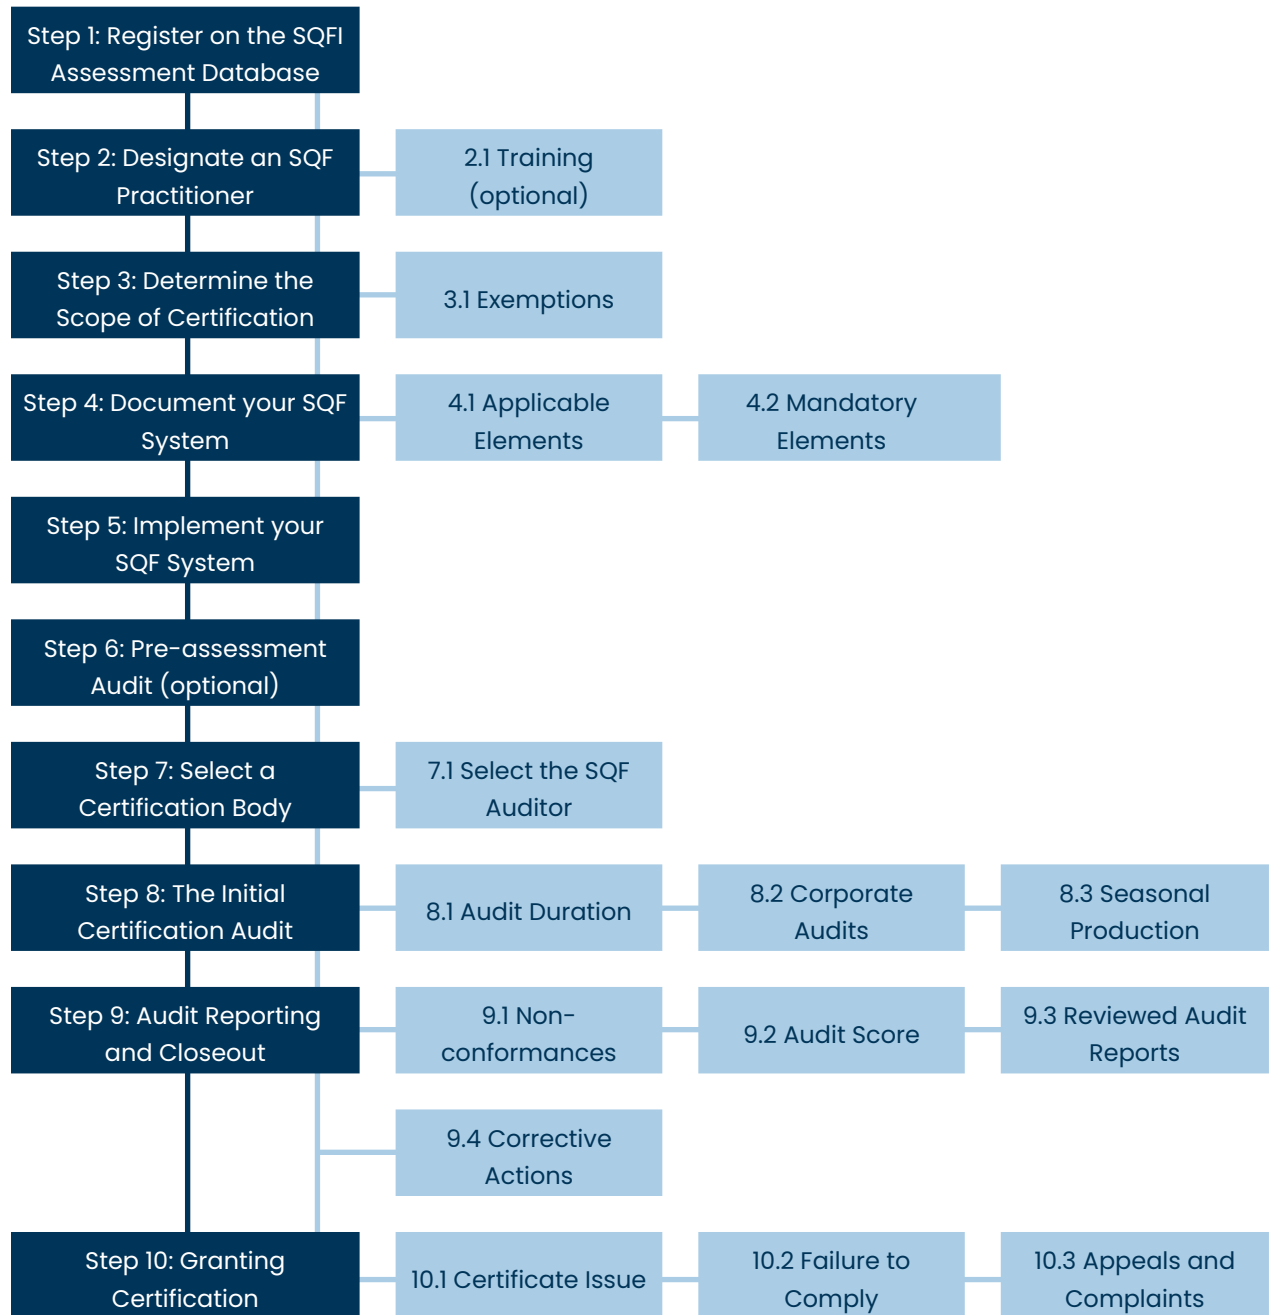 Step 1: Register on the SQFI
Assessment Database
Step 2: Designate an SQF
Practitioner
2.1 Training
(optional)
Step 3: Determine the
Scope of Certification
3.1 Exemptions
Step 4: Document your SQF
System
4.1 Applicable
Elements
4.2 Mandatory
Elements
Step 5: Implement your
SQF System
Step 6: Pre-assessment
Audit (optional)
Step 7: Select a
Certification Body
7.1 Select the SQF
Auditor
Step 8: The Initial
Certification Audit
8.1 Audit Duration
8.2 Corporate
Audits
8.3 Seasonal
Production
Step 9: Audit Reporting
and Closeout
9.1 Non-
conformances
9.2 Audit Score
9.3 Reviewed Audit
Reports
9.4 Corrective
Actions
Step 10: Granting
Certification
10.1 Certificate Issue
10.2 Failure to
Comply
10.3 Appeals and
Complaints